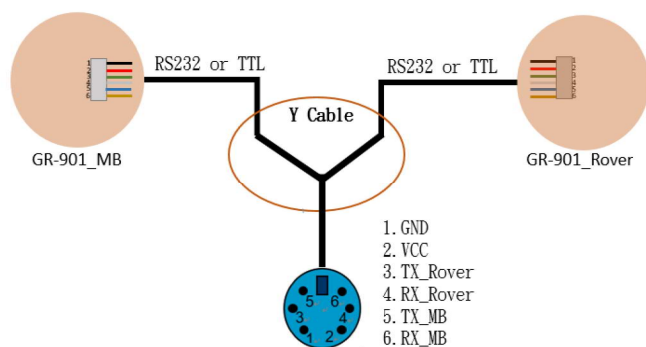 RS232 or TTL
RS232 or TTL
Y Cable
GR-901_MB
GR-901_Rover
1. GND
2. VCC
3. TX_Rover
4. RX_Rover
5. TX_MB
6. RX_MB
5 6
3 4
1 2